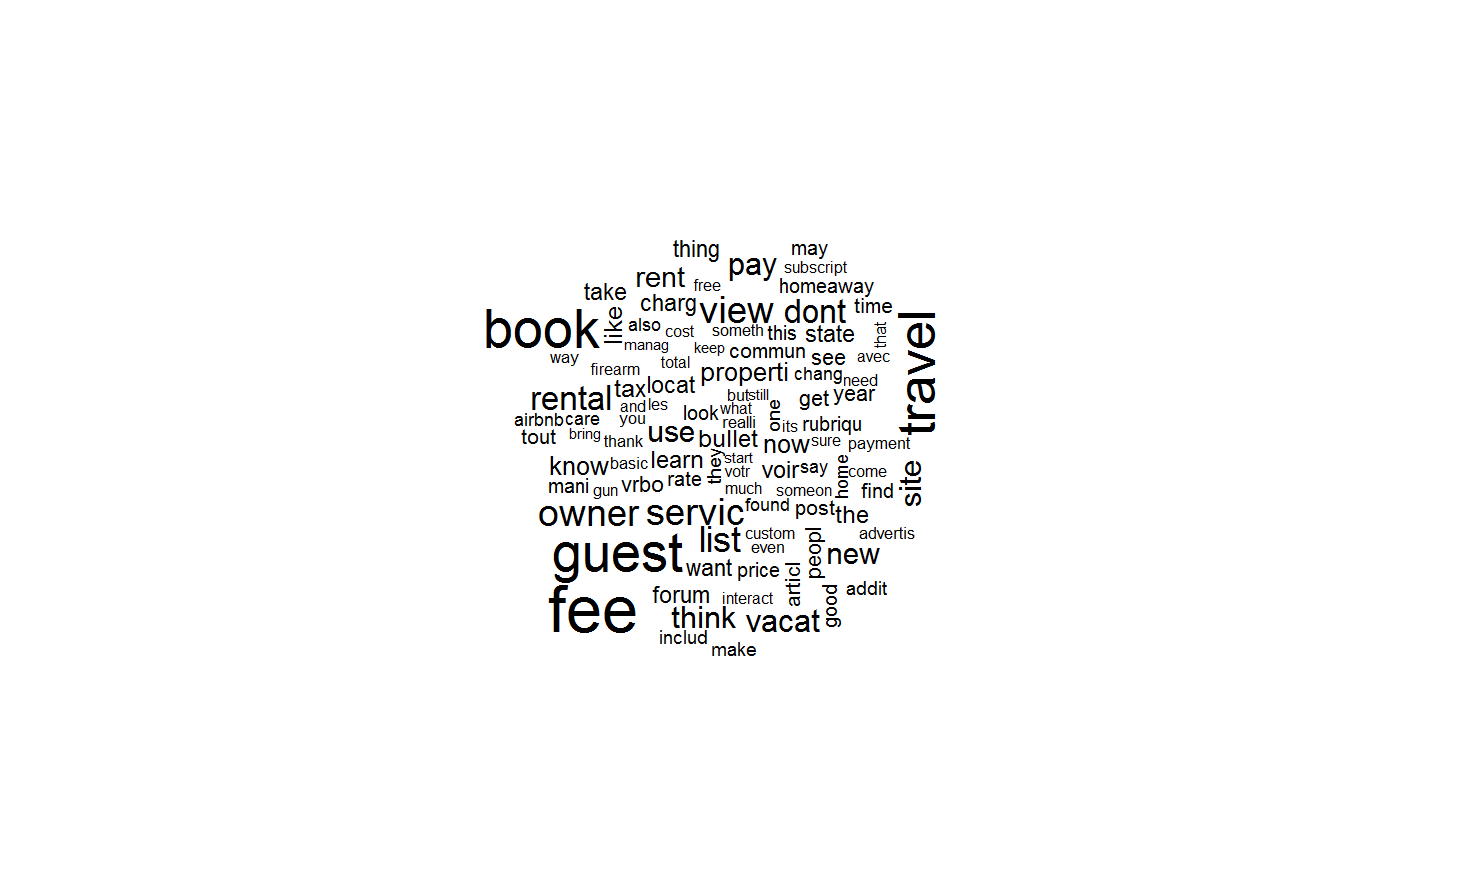 thing
may
pay
subscript
rent
free
homeaway
take
charg
view
dont
time
book
like
also
cost
someth
this
state
that
travel
manag
keep
commun
see
avec
way
firearm
total
properti
chang
need
rental
tax
locat
and
les
but
still
get
year
airbnb
care
you
look
what
realli
one
its
rubriqu
tout
bring
thank
use
bullet
now
sure
payment
know
basic
learn
they
start
votr
voir
say
home
come
site
mani
gun
vrbo
rate
much
someon
find
owner
servic
found
post
the
guest
list
custom
even
peopl
new
advertis
want
price
articl
fee
forum
interact
good
addit
think
vacat
includ
make